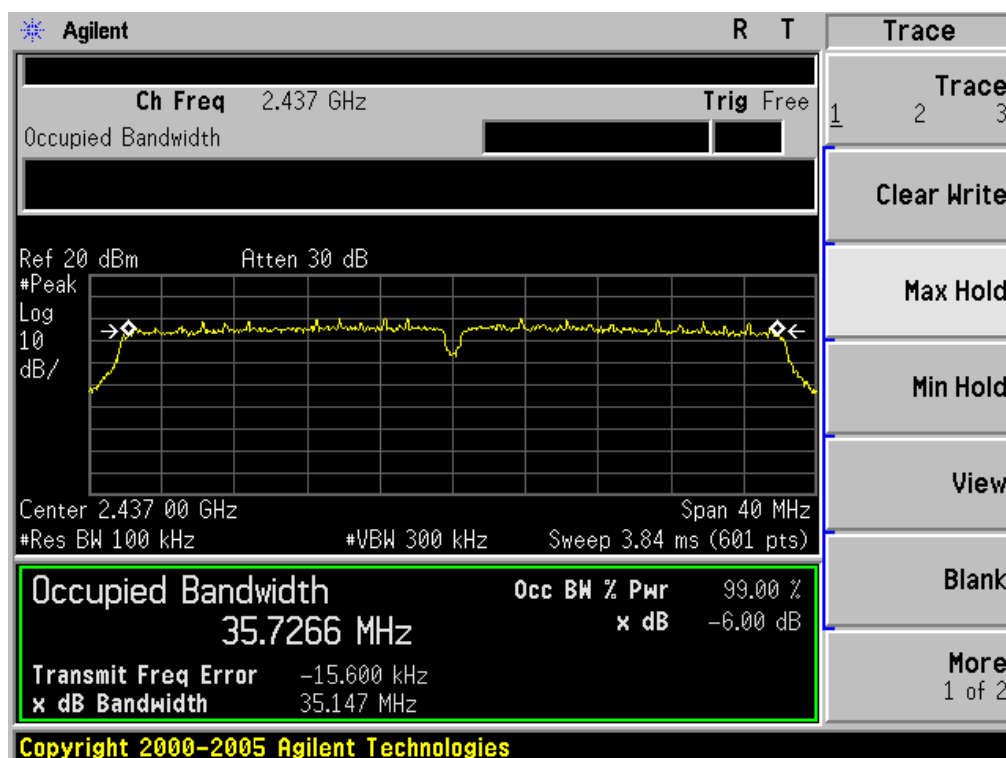 Agilent R T Trace
Ch Freq 2.437 GHz Trig Free
Occupied Bandwidth
Trace
1 2 3
Clear Write
Max Hold
Min Hold
View
Blank
More
1 of 2
Ref 20 dBm Atten 30 dB
#Peak
Log
10
dB/
Center 2.437 00 GHz Span 40 MHz
#Res BW 100 kHz #VBW 300 kHz Sweep 3.84 ms (601 pts)
Occupied Bandwidth Occ BW % Pwr 99.00 %
35.7266 MHz x dB -6.00 dB
Transmit Freq Error -15.600 kHz
x dB Bandwidth 35.147 MHz
Copyright 2000-2005 Agilent Technologies